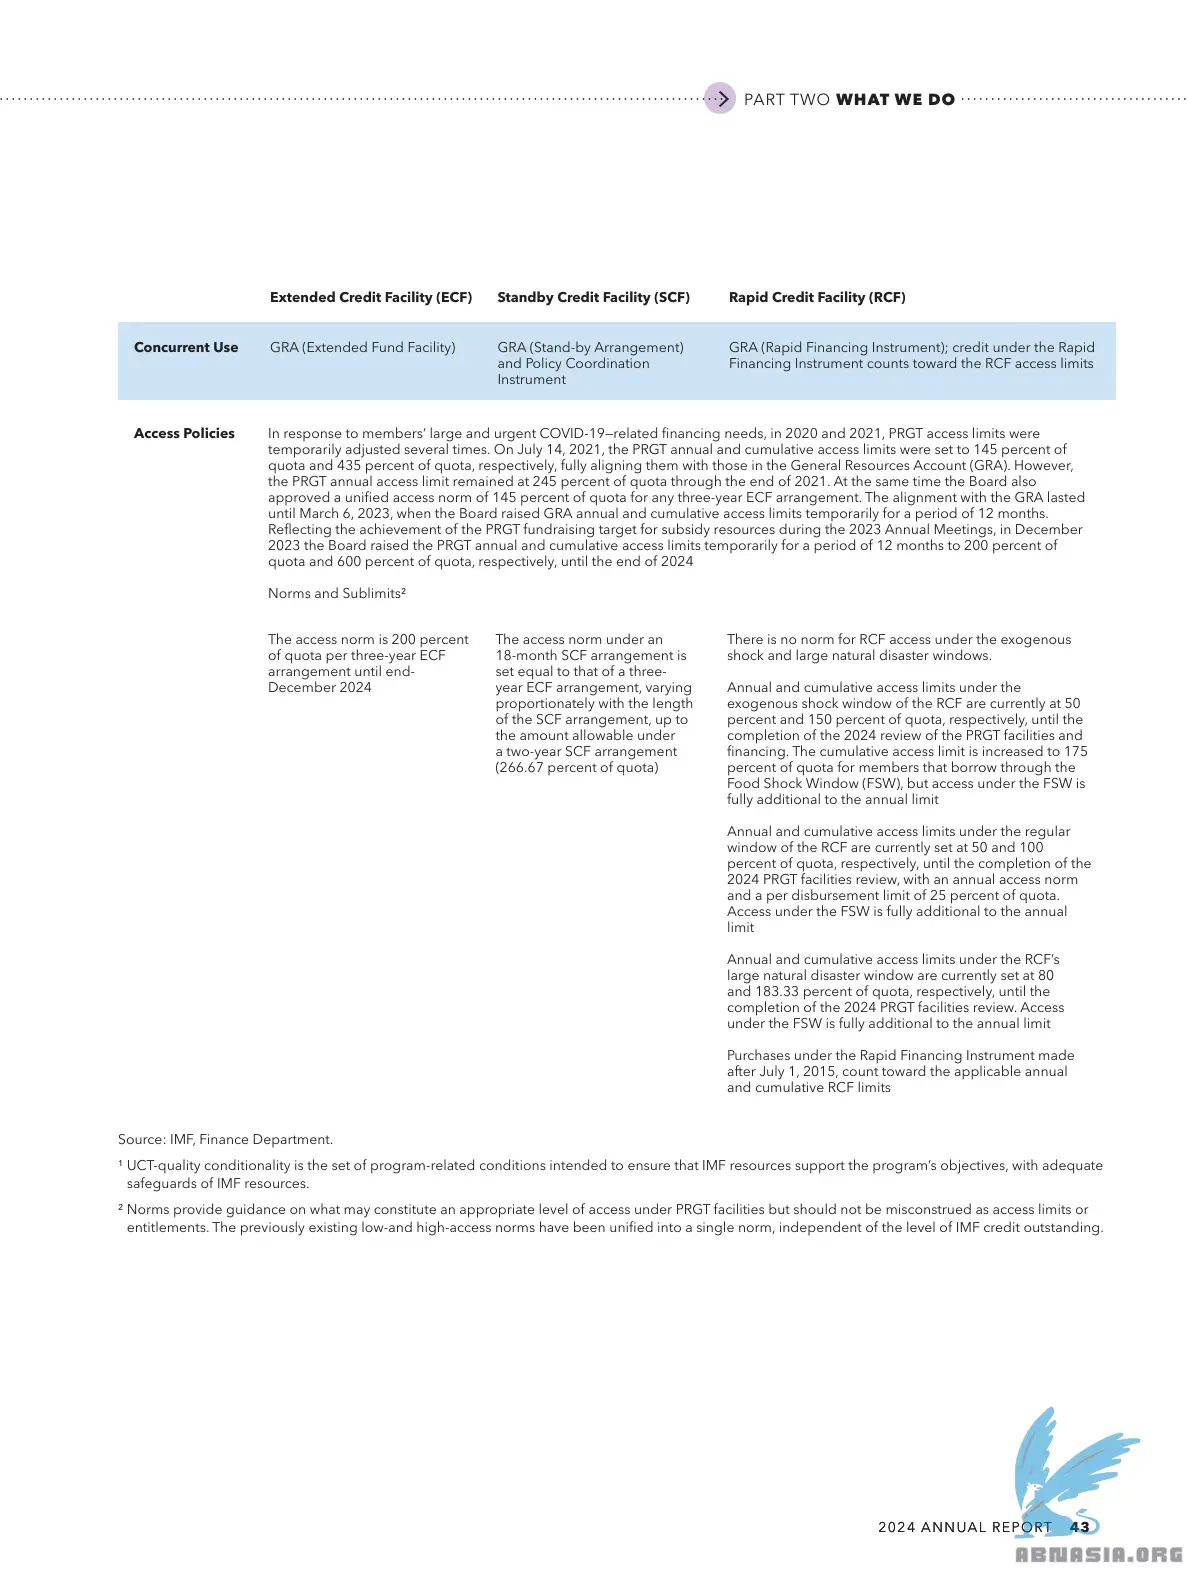 PART TWO WHAT WE DO
Extended Credit Facility (ECF) Standby Credit Facility (SCF) Rapid Credit Facility (RCF)
Concurrent Use
GRA (Extended Fund Facility)
GRA (Stand-by Arrangement)
and Policy Coordination
Instrument
GRA (Rapid Financing Instrument); credit under the Rapid
Financing Instrument counts toward the RCF access limits
Access Policies
In response to members’ large and urgent COVID-19—related financing needs, in 2020 and 2021, PRGT access limits were
temporarily adjusted several times. On July 14, 2021, the PRGT annual and cumulative access limits were set to 145 percent of
quota and 435 percent of quota, respectively, fully aligning them with those in the General Resources Account (GRA). However,
the PRGT annual access limit remained at 245 percent of quota through the end of 2021. At the same time the Board also
approved a unified access norm of 145 percent of quota for any three-year ECF arrangement. The alignment with the GRA lasted
until March 6, 2023, when the Board raised GRA annual and cumulative access limits temporarily for a period of 12 months.
Reflecting the achievement of the PRGT fundraising target for subsidy resources during the 2023 Annual Meetings, in December
2023 the Board raised the PRGT annual and cumulative access limits temporarily for a period of 12 months to 200 percent of
quota and 600 percent of quota, respectively, until the end of 2024
Norms and Sublimits²
The access norm is 200 percent
of quota per three-year ECF
arrangement until end-
December 2024
The access norm under an
18-month SCF arrangement is
set equal to that of a three-
year ECF arrangement, varying
proportionately with the length
of the SCF arrangement, up to
the amount allowable under
a two-year SCF arrangement
(266.67 percent of quota)
There is no norm for RCF access under the exogenous
shock and large natural disaster windows.
Annual and cumulative access limits under the
exogenous shock window of the RCF are currently at 50
percent and 150 percent of quota, respectively, until the
completion of the 2024 review of the PRGT facilities and
financing. The cumulative access limit is increased to 175
percent of quota for members that borrow through the
Food Shock Window (FSW), but access under the FSW is
fully additional to the annual limit
Annual and cumulative access limits under the regular
window of the RCF are currently set at 50 and 100
percent of quota, respectively, until the completion of the
2024 PRGT facilities review, with an annual access norm
and a per disbursement limit of 25 percent of quota.
Access under the FSW is fully additional to the annual
limit
Annual and cumulative access limits under the RCF’s
large natural disaster window are currently set at 80
and 183.33 percent of quota, respectively, until the
completion of the 2024 PRGT facilities review. Access
under the FSW is fully additional to the annual limit
Purchases under the Rapid Financing Instrument made
after July 1, 2015, count toward the applicable annual
and cumulative RCF limits
Source: IMF, Finance Department.
¹ UCT-quality conditionality is the set of program-related conditions intended to ensure that IMF resources support the program’s objectives, with adequate
safeguards of IMF resources.
² Norms provide guidance on what may constitute an appropriate level of access under PRGT facilities but should not be misconstrued as access limits or
entitlements. The previously existing low-and high-access norms have been unified into a single norm, independent of the level of IMF credit outstanding.
2024 ANNUAL REPORT 43
ABNASIA.ORG